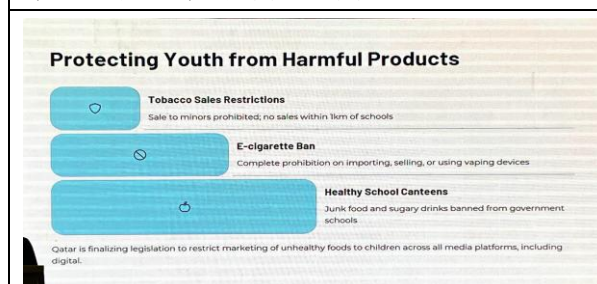 Protecting Youth from Harmful Products
Tobacco Sales Restrictions
Sale to minors prohibited; no sales within 1km of schools
E-cigarette Ban
Complete prohibition on importing, selling, or using vaping devices
Healthy School Canteens
Junk food and sugary drinks banned from government
schools
Qatar is finalizing legislation to restrict marketing of unhealthy foods to children across all media platforms, including
digital.